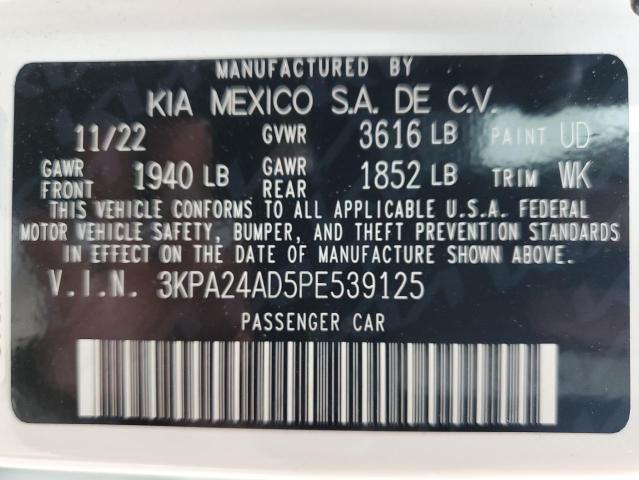 MANUFACTURED BY
KIA MEXICO S.A. DE C.V.
11/22 GVWR 3616 LB PAINT UD
GAWR FRONT 1940 LB GAWR REAR 1852 LB TRIM WK
THIS VEHICLE CONFORMS TO ALL APPLICABLE U.S.A. FEDERAL
MOTOR VEHICLE SAFETY, BUMPER, AND THEFT PREVENTION STANDARDS
IN EFFECT ON THE DATE OF MANUFACTURE SHOWN ABOVE.
V.I.N. 3KPA24AD5PE539125
PASSENGER CAR